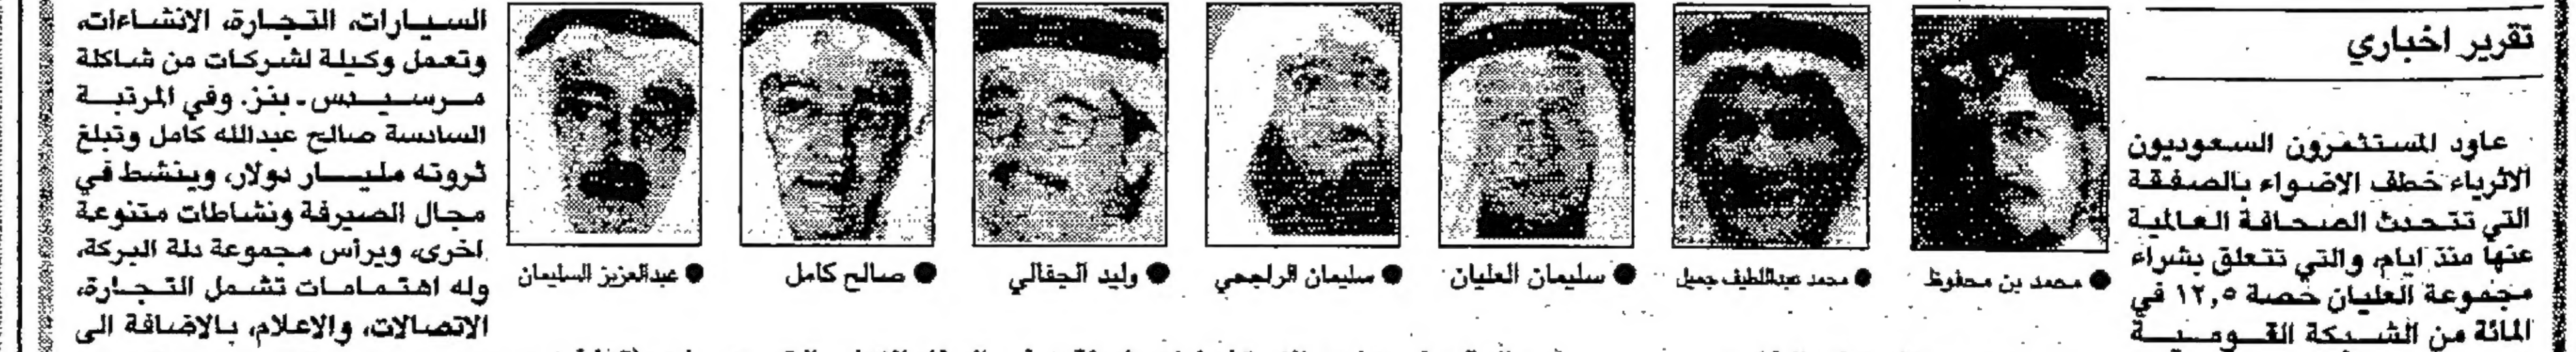 تقرير اخباري
عاود المستثمرون السعوديون
الاثرياء خطف الاضواء بالصفقة
التي تتحدث الصحافة العالمية
عنها منذ ايام، والتي تتعلق بشراء
مجموعة العليان حصة ١٢,٥ في
المائة من الشبكة القومية
● محمد بن محفوظ
● محمد عبداللطيف جميل
● سليمان العليان
● سليمان الراجحي
● وليد الجفالي
● صالح كامل
● عبدالعزيز السليمان
السيارات، التجارة، الانشاءات،
وتعمل وكيلة لشركات من شاكلة
مرسيدس - بنز. وفي المرتبة
السادسة صالح عبدالله كامل وتبلغ
ثروته مليار دولار، وينشط في
مجال الصيرفة ونشاطات متنوعة
اخرى، ويرأس مجموعة دلة البركة،
وله اهتمامات تشمل التجارة،
الاتصالات، والاعلام، بالاضافة الى